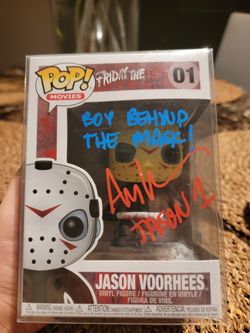 POP!
MOVIES
FRIDAY THE
01
BOY BEHIND
THE MASK!
JASON 1
JASON VOORHEES
VINYL FIGURE / FIGURINE EN VINYLE /
FIGURA DE VINIL